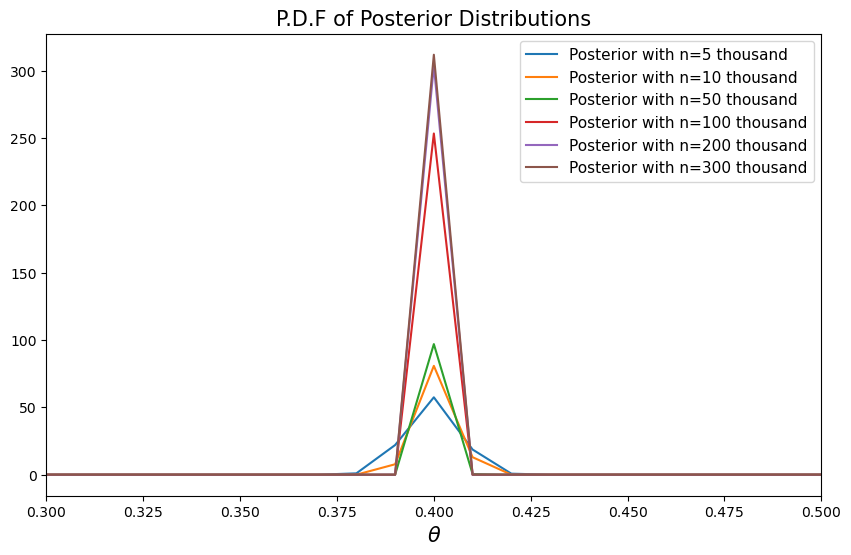 P.D.F of Posterior Distributions
Posterior with n=5 thousand
Posterior with n=10 thousand
Posterior with n=50 thousand
Posterior with n=100 thousand
Posterior with n=200 thousand
Posterior with n=300 thousand
300
250
200
150
100
50
0
0.300 0.325 0.350 0.375 0.400 0.425 0.450 0.475 0.500
θ